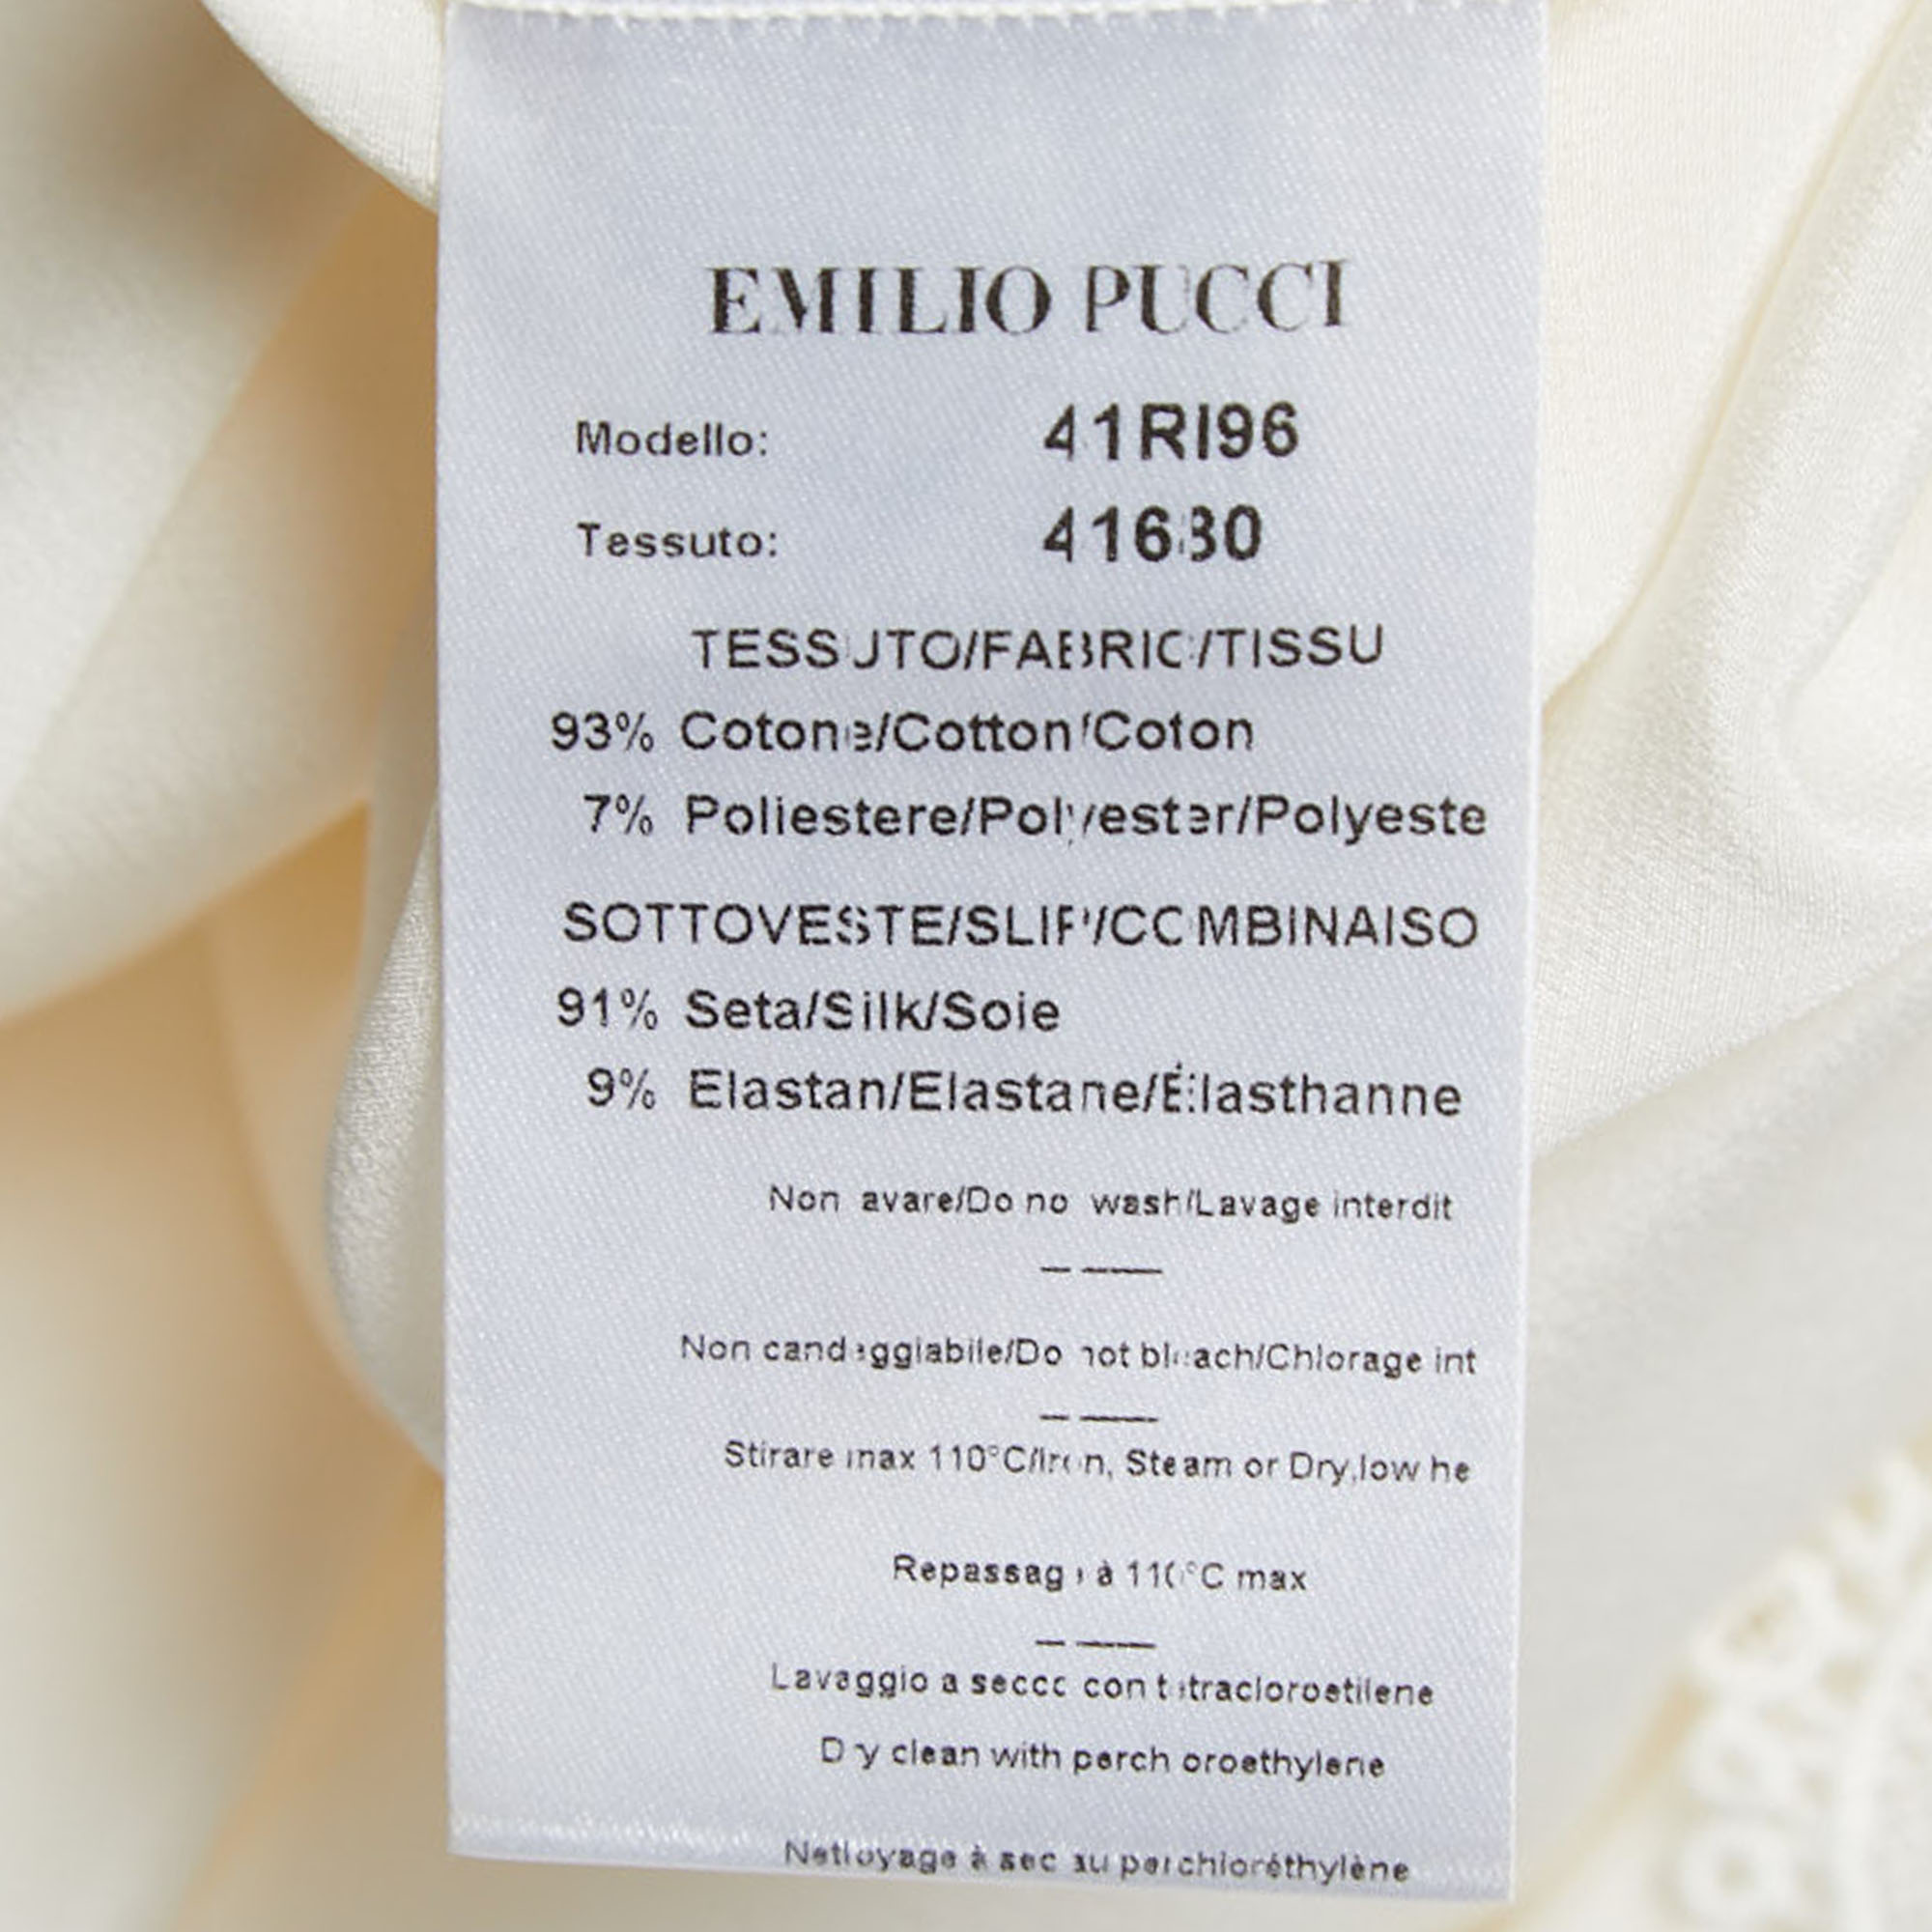 EMILIO PUCCI
Modello: 41RI96
Tessuto:
TESSUTO/FABRIC/TISSU
93% Cotone/Cotton/Coton
7% Poliestere/Polyester/Polyeste
SOTTOVESTE/SLIP/COMBINAISO
91% Seta/Silk/Soie
9% Elastan/Elastane/Élasthanne
Non lavare/Do not wash/Lavage interdit
Non candeggiabile/Do not bleach/Chlorage int
Stirare max 110°C/Iron, Steam or Dry,low he
Repassage à 110°C max
Lavaggio a secco con tetracloroetilene
Dry clean with perchloroethylene
Nettoyage à sec au perchloréthylène